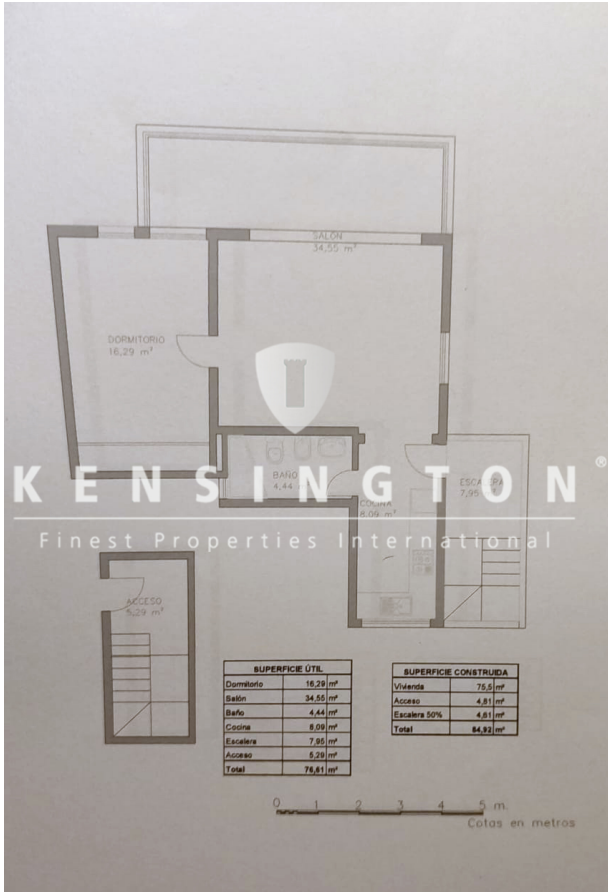 SALÓN
34,55 m²
DORMITORIO
16,29 m²
BAÑO
4,44 m²
KENSINGTON®
COCINA
8,09 m²
ESCALERA
7,95 m²
Finest Properties International
ACCESO
5,29 m²
SUPERFICIE ÚTIL
Dormitorio 16,29 m²
Salón 34,55 m²
Baño 4,44 m²
Cocina 8,09 m²
Escalera 7,95 m²
Acceso 5,29 m²
Total 76,61 m²
SUPERFICIE CONSTRUIDA
Vivienda 75,5 m²
Acceso 4,81 m²
Escalera 50% 4,61 m²
Total 84,92 m²
0 1 2 3 4 5 m.
Cotas en metros